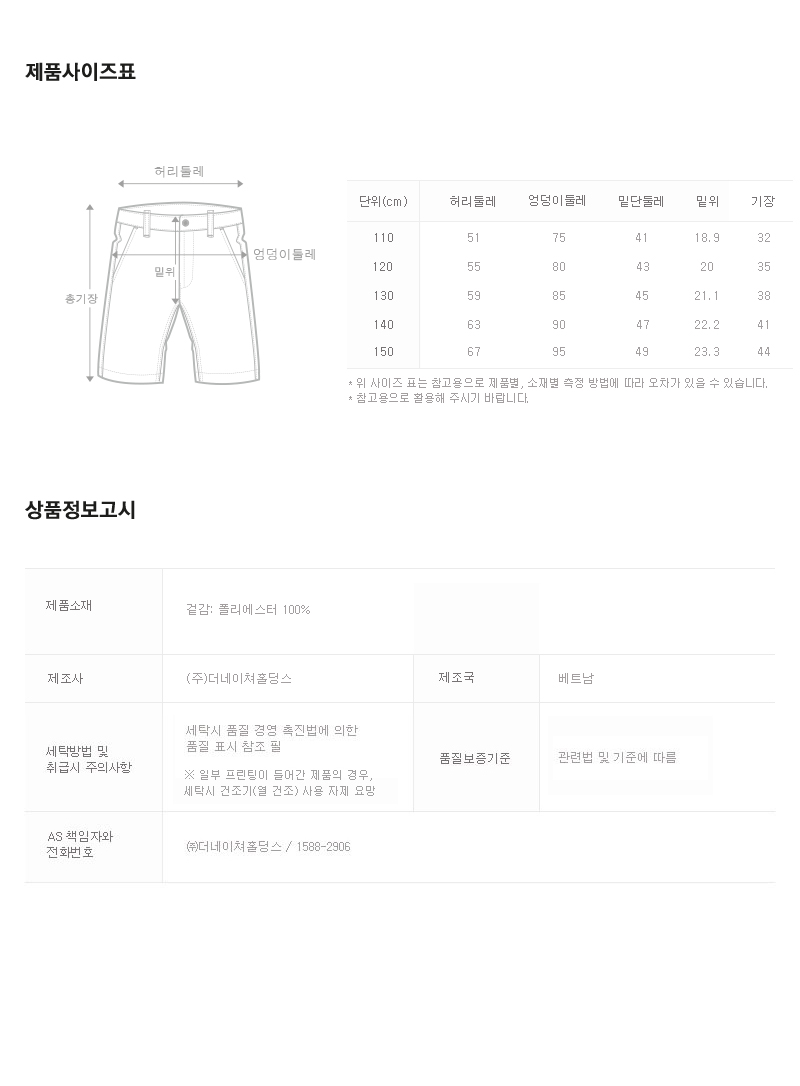 제품사이즈표
허리둘레
엉덩이둘레
밑위
총기장
단위(cm) 허리둘레 엉덩이둘레 밑단둘레 밑위 기장
110 51 75 41 18.9 32
120 55 80 43 20 35
130 59 85 45 21.1 38
140 63 90 47 22.2 41
150 67 95 49 23.3 44
* 위 사이즈 표는 참고용으로 제품별, 소재별 측정 방법에 따라 오차가 있을 수 있습니다.
* 참고용으로 활용해 주시기 바랍니다.
상품정보고시
제품소재 겉감: 폴리에스터 100%
제조사 (주)더네이쳐홀딩스 제조국 베트남
세탁방법 및
취급시 주의사항
세탁시 품질 경영 촉진법에 의한
품질 표시 참조 필
※ 일부 프린팅이 들어간 제품의 경우,
세탁시 건조기(열 건조) 사용 자제 요망
품질보증기준 관련법 및 기준에 따름
AS 책임자와
전화번호
㈜더네이쳐홀딩스 / 1588-2906